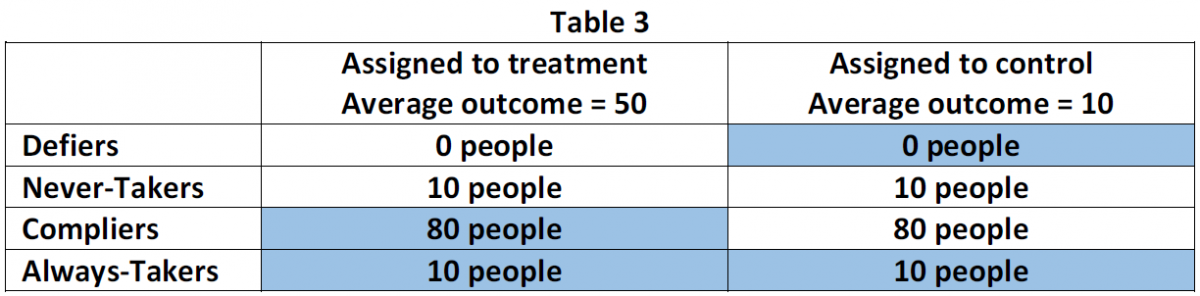 Table 3
Assigned to treatment Assigned to control
Average outcome = 50 Average outcome = 10
Defiers 0 people 0 people
Never-Takers 10 people 10 people
Compliers 80 people 80 people
Always-Takers 10 people 10 people